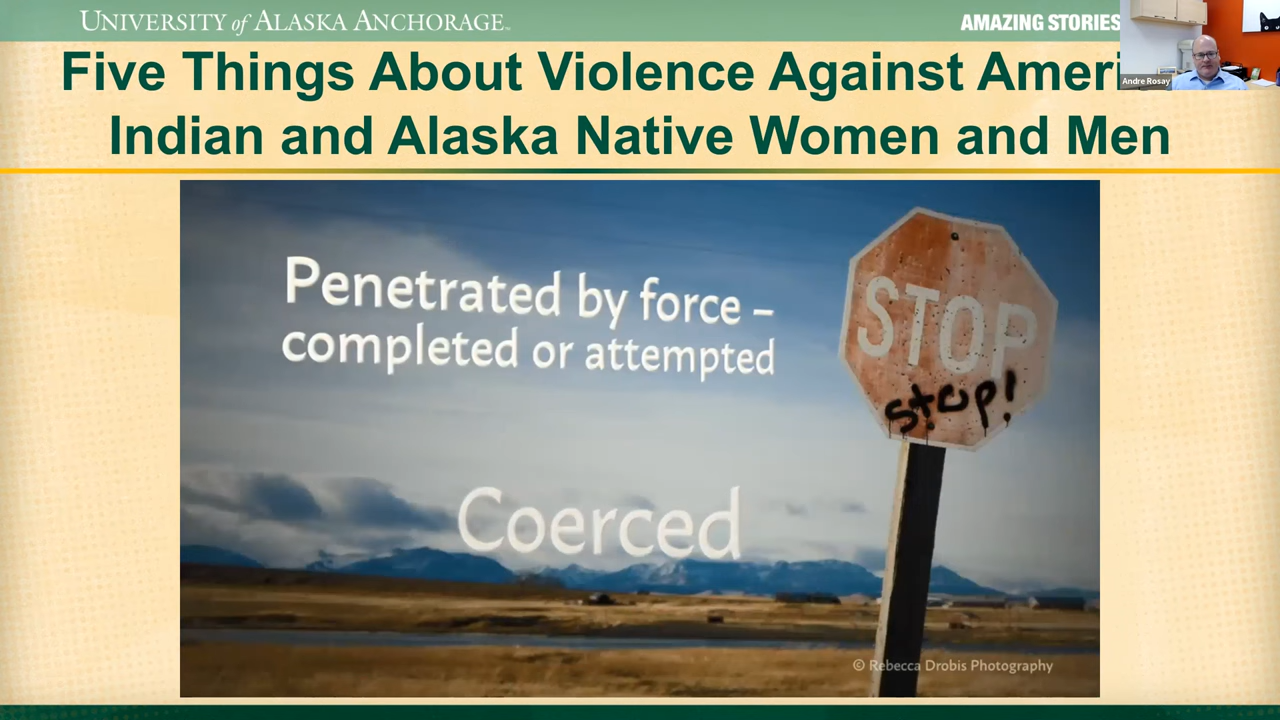 UNIVERSITY of ALASKA ANCHORAGE
AMAZING STORIES
Andre Rosay
Five Things About Violence Against Ameri
Indian and Alaska Native Women and Men
Penetrated by force –
completed or attempted
STOP
stop!
Coerced
© Rebecca Drobis Photography